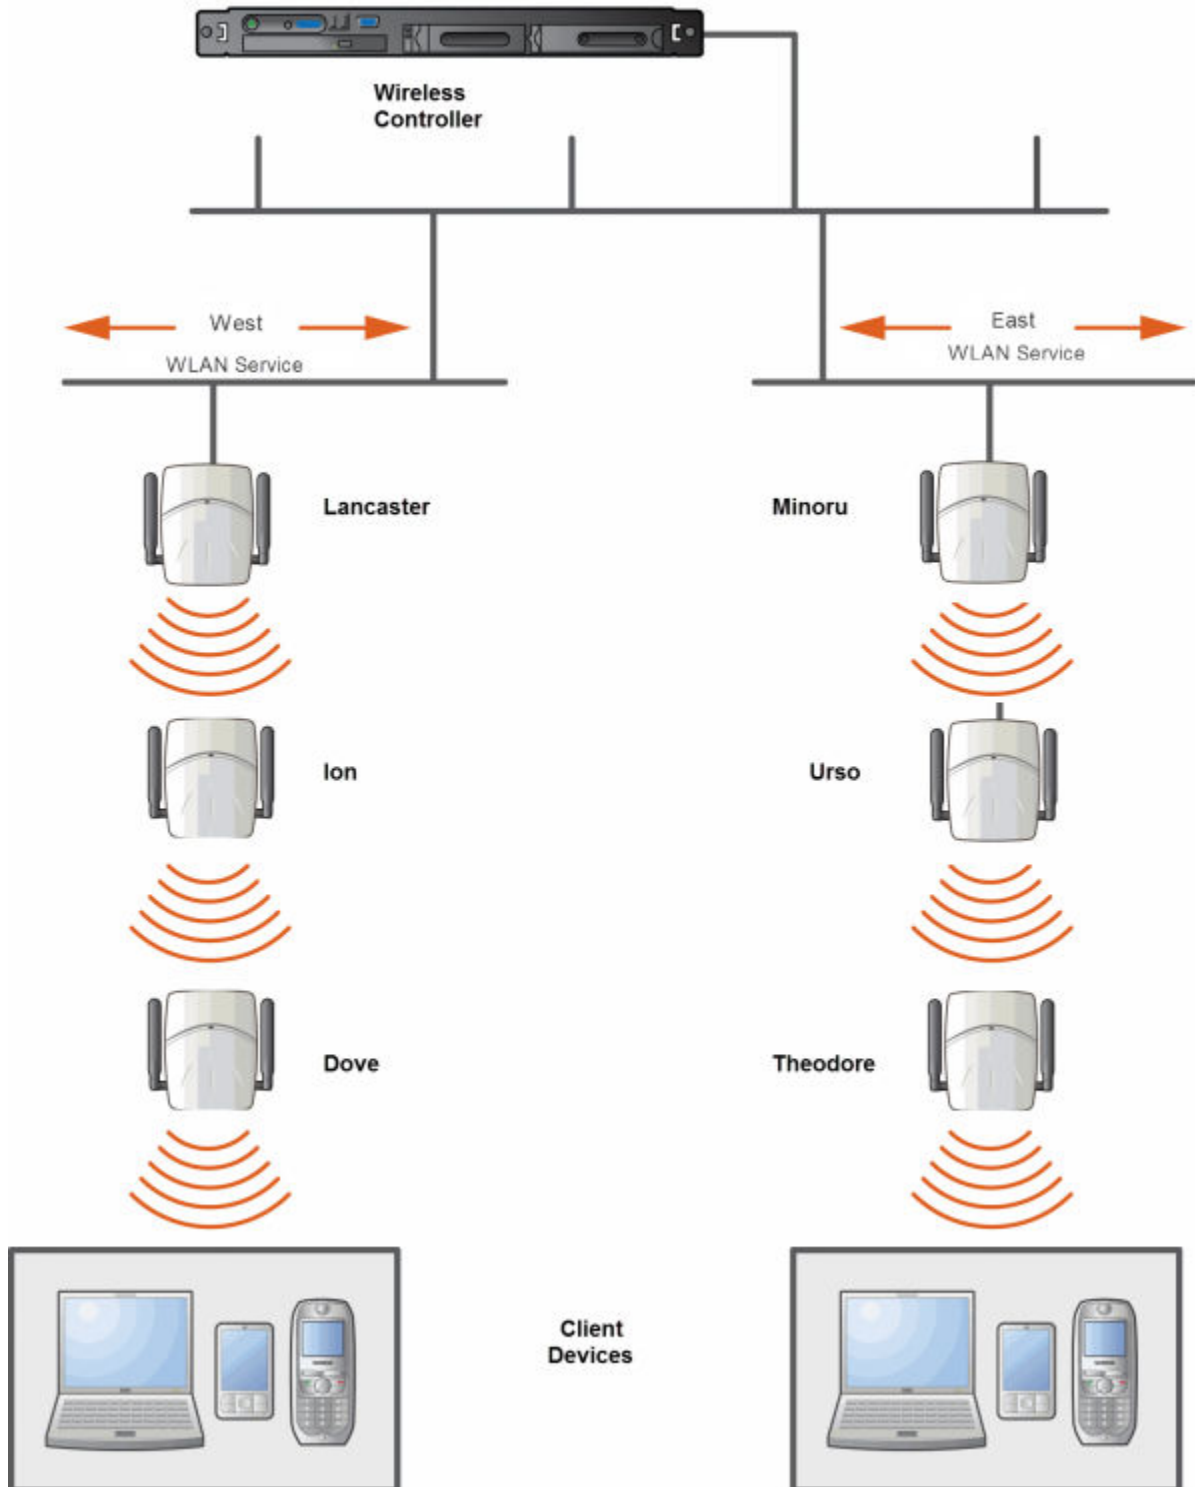 Wireless
Controller
West
WLAN Service
East
WLAN Service
Lancaster
Minoru
Ion
Urso
Dove
Theodore
Client
Devices